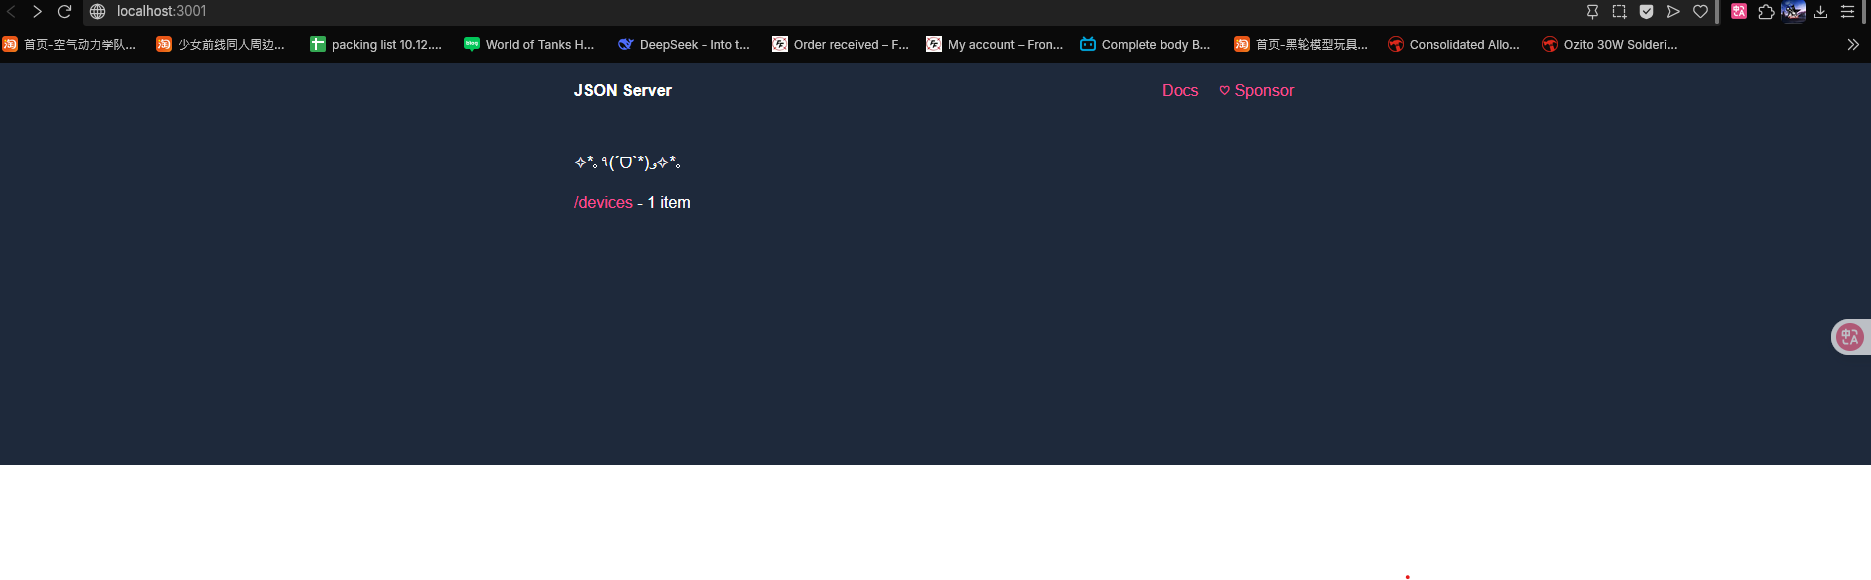 localhost:3001
首页-空气动力学队... 少女前线同人周边... packing list 10.12.... World of Tanks H... DeepSeek - Into t... Order received – F... My account – Fron... Complete body B... 首页-黑轮模型玩具... Consolidated Allo... Ozito 30W Solderi...
JSON Server Docs ♡ Sponsor
✧*｡٩(ˊᗜˋ*)و✧*｡
/devices - 1 item